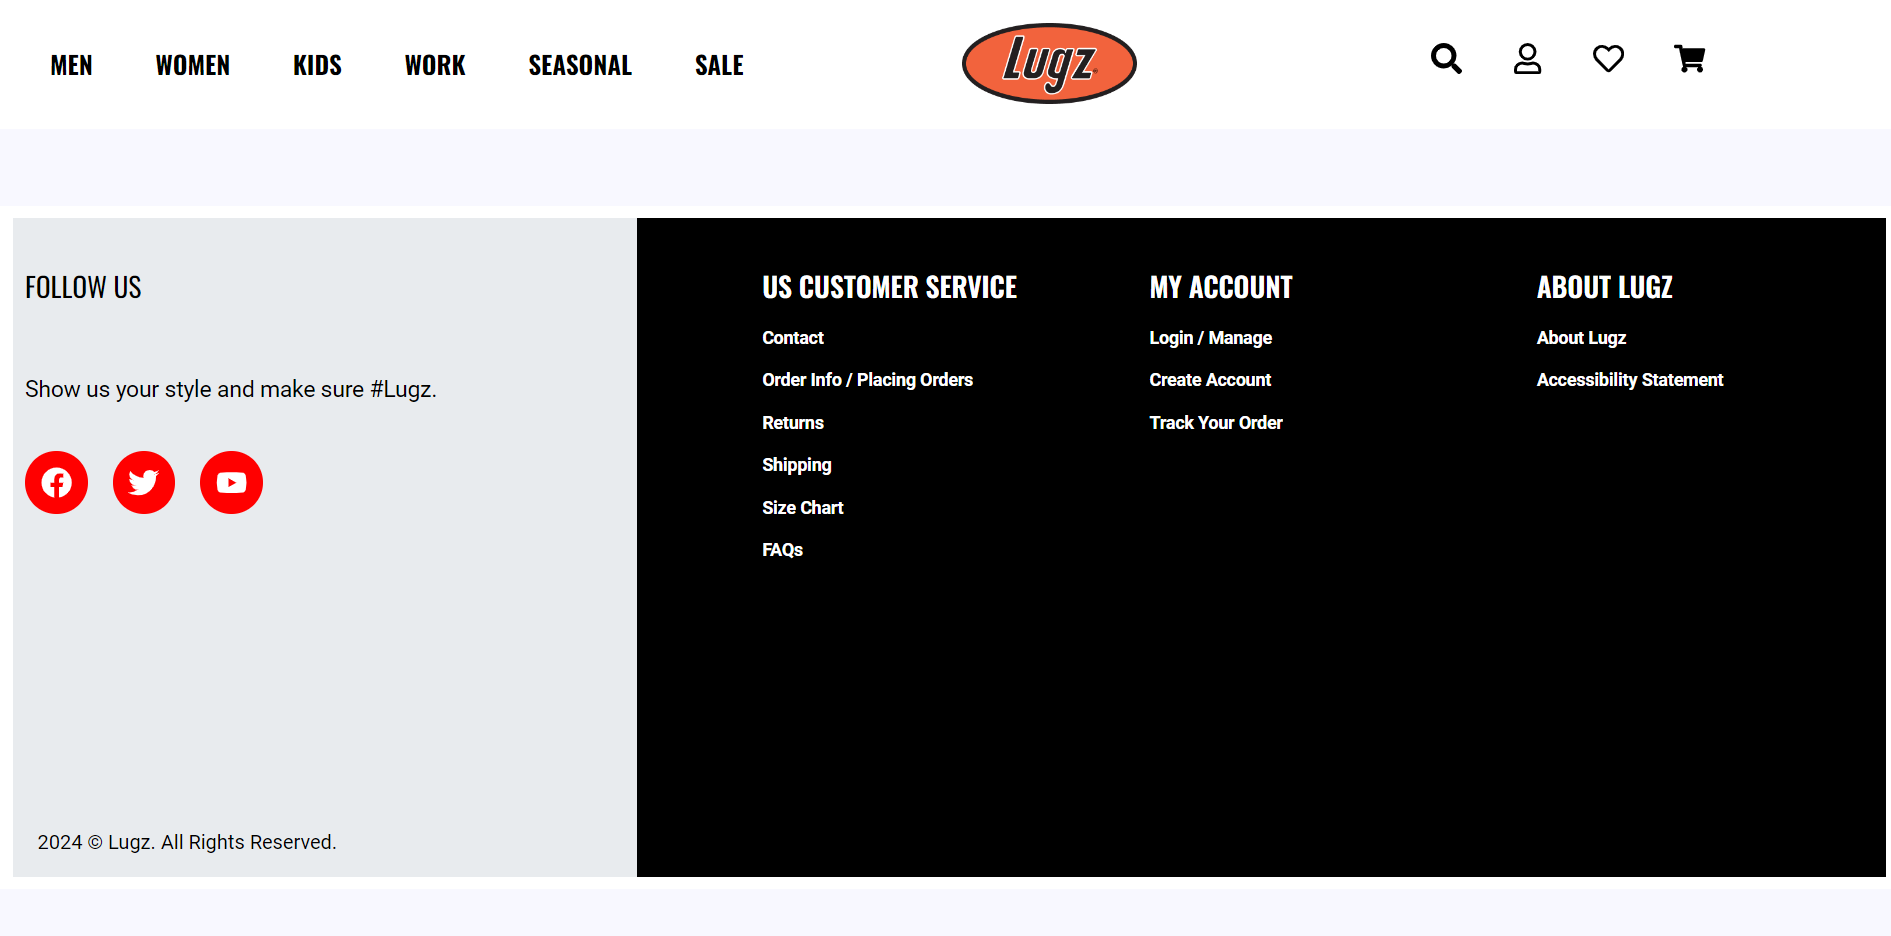 MEN WOMEN KIDS WORK SEASONAL SALE
Lugz
FOLLOW US
Show us your style and make sure #Lugz.
2024 © Lugz. All Rights Reserved.
US CUSTOMER SERVICE
Contact
Order Info / Placing Orders
Returns
Shipping
Size Chart
FAQs
MY ACCOUNT
Login / Manage
Create Account
Track Your Order
ABOUT LUGZ
About Lugz
Accessibility Statement